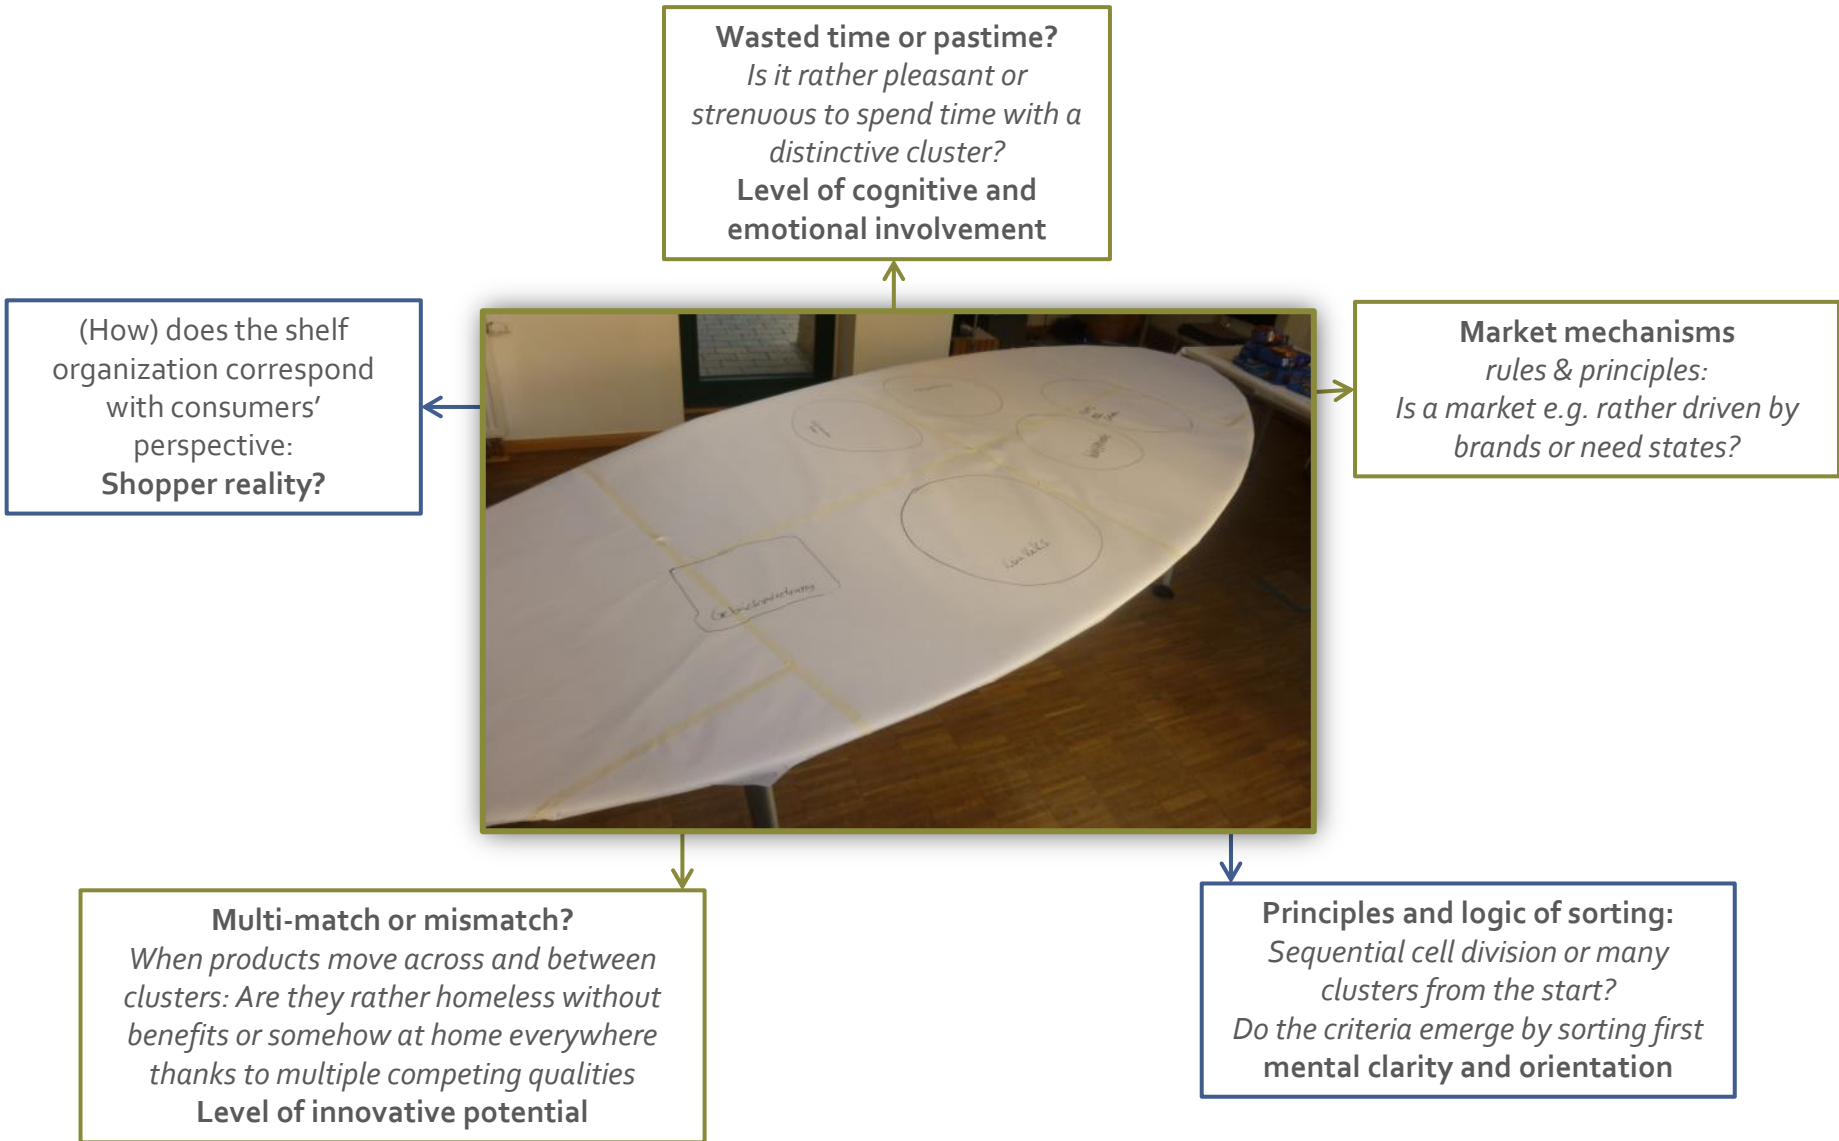 Wasted time or pastime?
Is it rather pleasant or
strenuous to spend time with a
distinctive cluster?
Level of cognitive and
emotional involvement
(How) does the shelf
organization correspond
with consumers’
perspective:
Shopper reality?
Market mechanisms
rules & principles:
Is a market e.g. rather driven by
brands or need states?
Multi-match or mismatch?
When products move across and between
clusters: Are they rather homeless without
benefits or somehow at home everywhere
thanks to multiple competing qualities
Level of innovative potential
Principles and logic of sorting:
Sequential cell division or many
clusters from the start?
Do the criteria emerge by sorting first
mental clarity and orientation